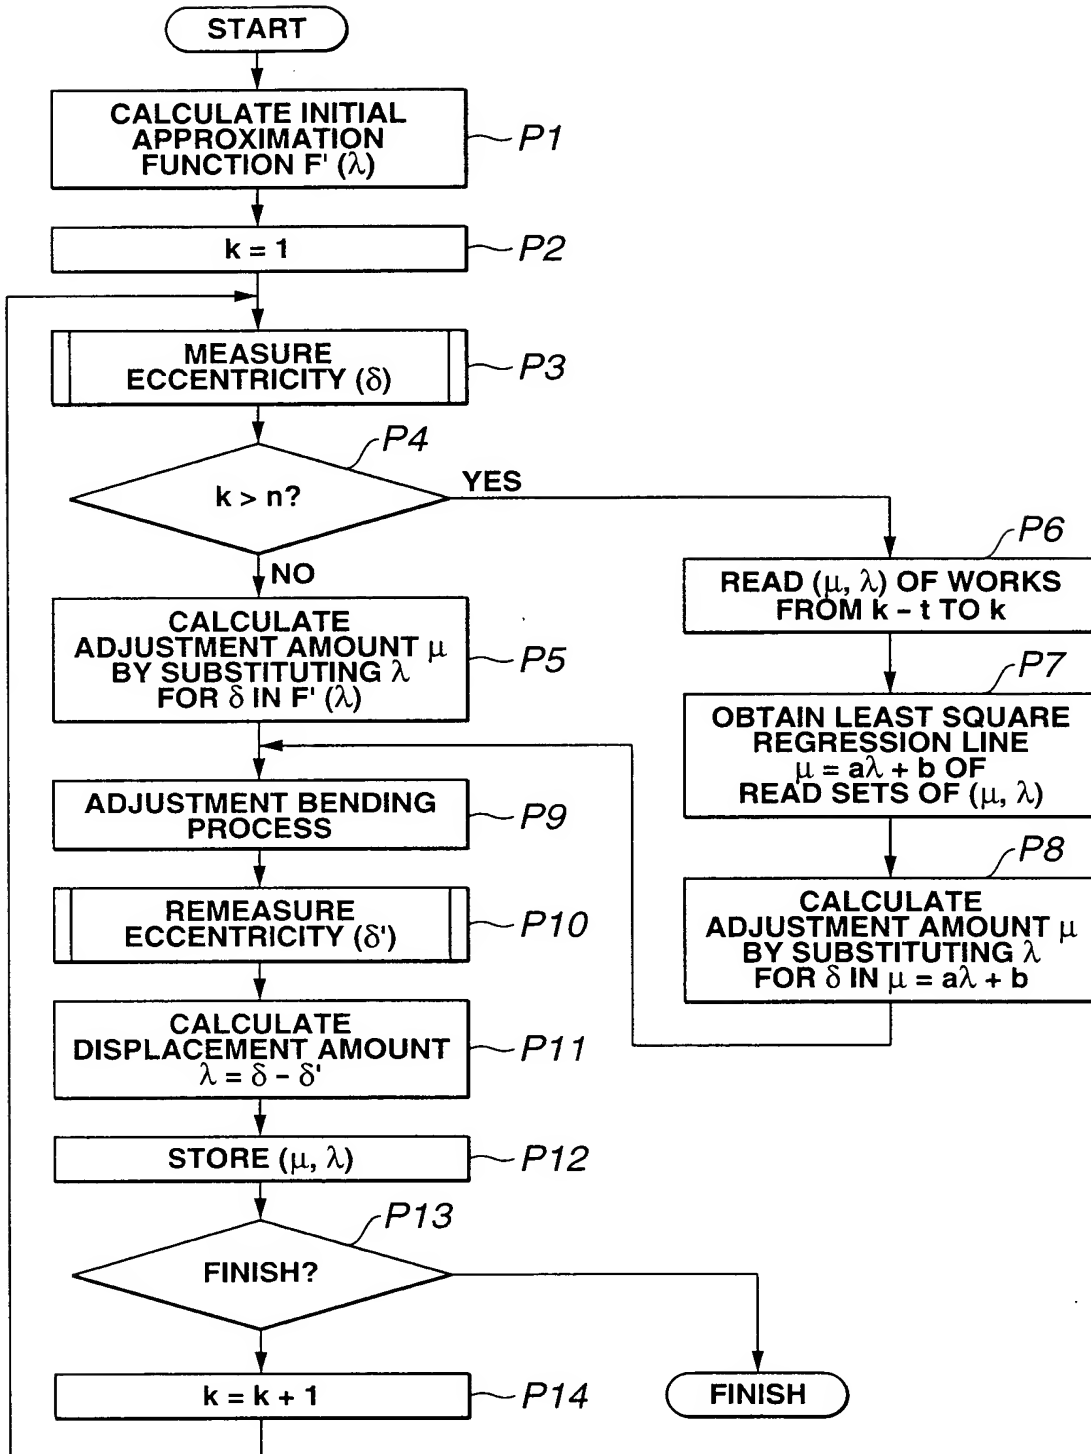 START
CALCULATE INITIAL
APPROXIMATION
FUNCTION F' (λ)
P1
k = 1
P2
MEASURE
ECCENTRICITY (δ)
P3
P4
k > n?
YES
NO
CALCULATE
ADJUSTMENT AMOUNT μ
BY SUBSTITUTING λ
FOR δ IN F' (λ)
P5
P6
READ (μ, λ) OF WORKS
FROM k – t TO k
P7
OBTAIN LEAST SQUARE
REGRESSION LINE
μ = aλ + b OF
READ SETS OF (μ, λ)
P8
CALCULATE
ADJUSTMENT AMOUNT μ
BY SUBSTITUTING λ
FOR δ IN μ = aλ + b
ADJUSTMENT BENDING
PROCESS
P9
REMEASURE
ECCENTRICITY (δ')
P10
CALCULATE
DISPLACEMENT AMOUNT
λ = δ – δ'
P11
STORE (μ, λ)
P12
P13
FINISH?
k = k + 1
P14
FINISH